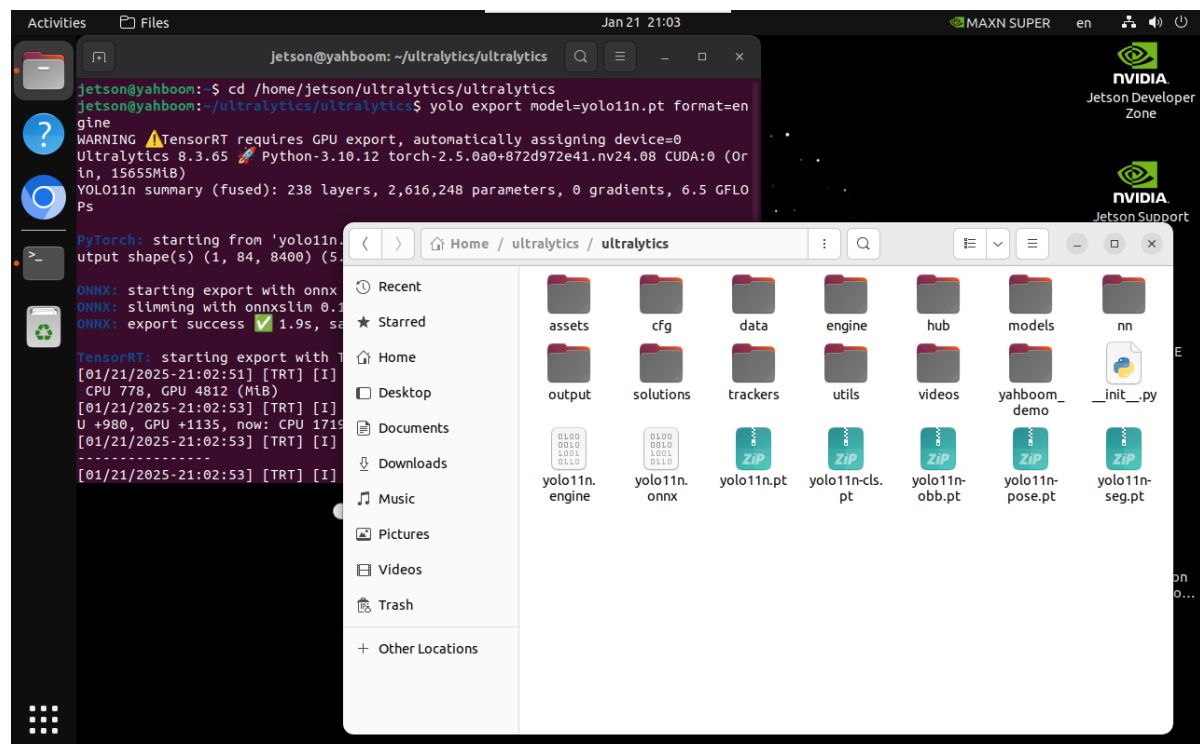 Activities
Files
Jan 21 21:03
MAXN SUPER
en
jetson@yahboom: ~/ultralytics/ultralytics
jetson@yahboom:~$ cd /home/jetson/ultralytics/ultralytics
jetson@yahboom:~/ultralytics/ultralytics$ yolo export model=yolo11n.pt format=en
gine
WARNING ⚠️TensorRT requires GPU export, automatically assigning device=0
Ultralytics 8.3.65 🚀 Python-3.10.12 torch-2.5.0a0+872d972e41.nv24.08 CUDA:0 (Or
in, 15655MiB)
YOLO11n summary (fused): 238 layers, 2,616,248 parameters, 0 gradients, 6.5 GFLO
Ps
PyTorch: starting from 'yolo11n.
utput shape(s) (1, 84, 8400) (5.
ONNX: starting export with onnx
ONNX: slimming with onnxslim 0.1
ONNX: export success ✅ 1.9s, sa
TensorRT: starting export with T
[01/21/2025-21:02:51] [TRT] [I]
CPU 778, GPU 4812 (MiB)
[01/21/2025-21:02:53] [TRT] [I]
U +980, GPU +1135, now: CPU 1719
[01/21/2025-21:02:53] [TRT] [I]
----------------
[01/21/2025-21:02:53] [TRT] [I]
NVIDIA
Jetson Developer
Zone
NVIDIA
Jetson Support
E
on
o...
Home / ultralytics / ultralytics
Recent
Starred
Home
Desktop
Documents
Downloads
Music
Pictures
Videos
Trash
+ Other Locations
assets
cfg
data
engine
hub
models
nn
output
solutions
trackers
utils
videos
yahboom_
demo
__init__.py
yolo11n.
engine
yolo11n.
onnx
ZiP
yolo11n.pt
ZiP
yolo11n-cls.
pt
ZiP
yolo11n-
obb.pt
ZiP
yolo11n-
pose.pt
ZiP
yolo11n-
seg.pt